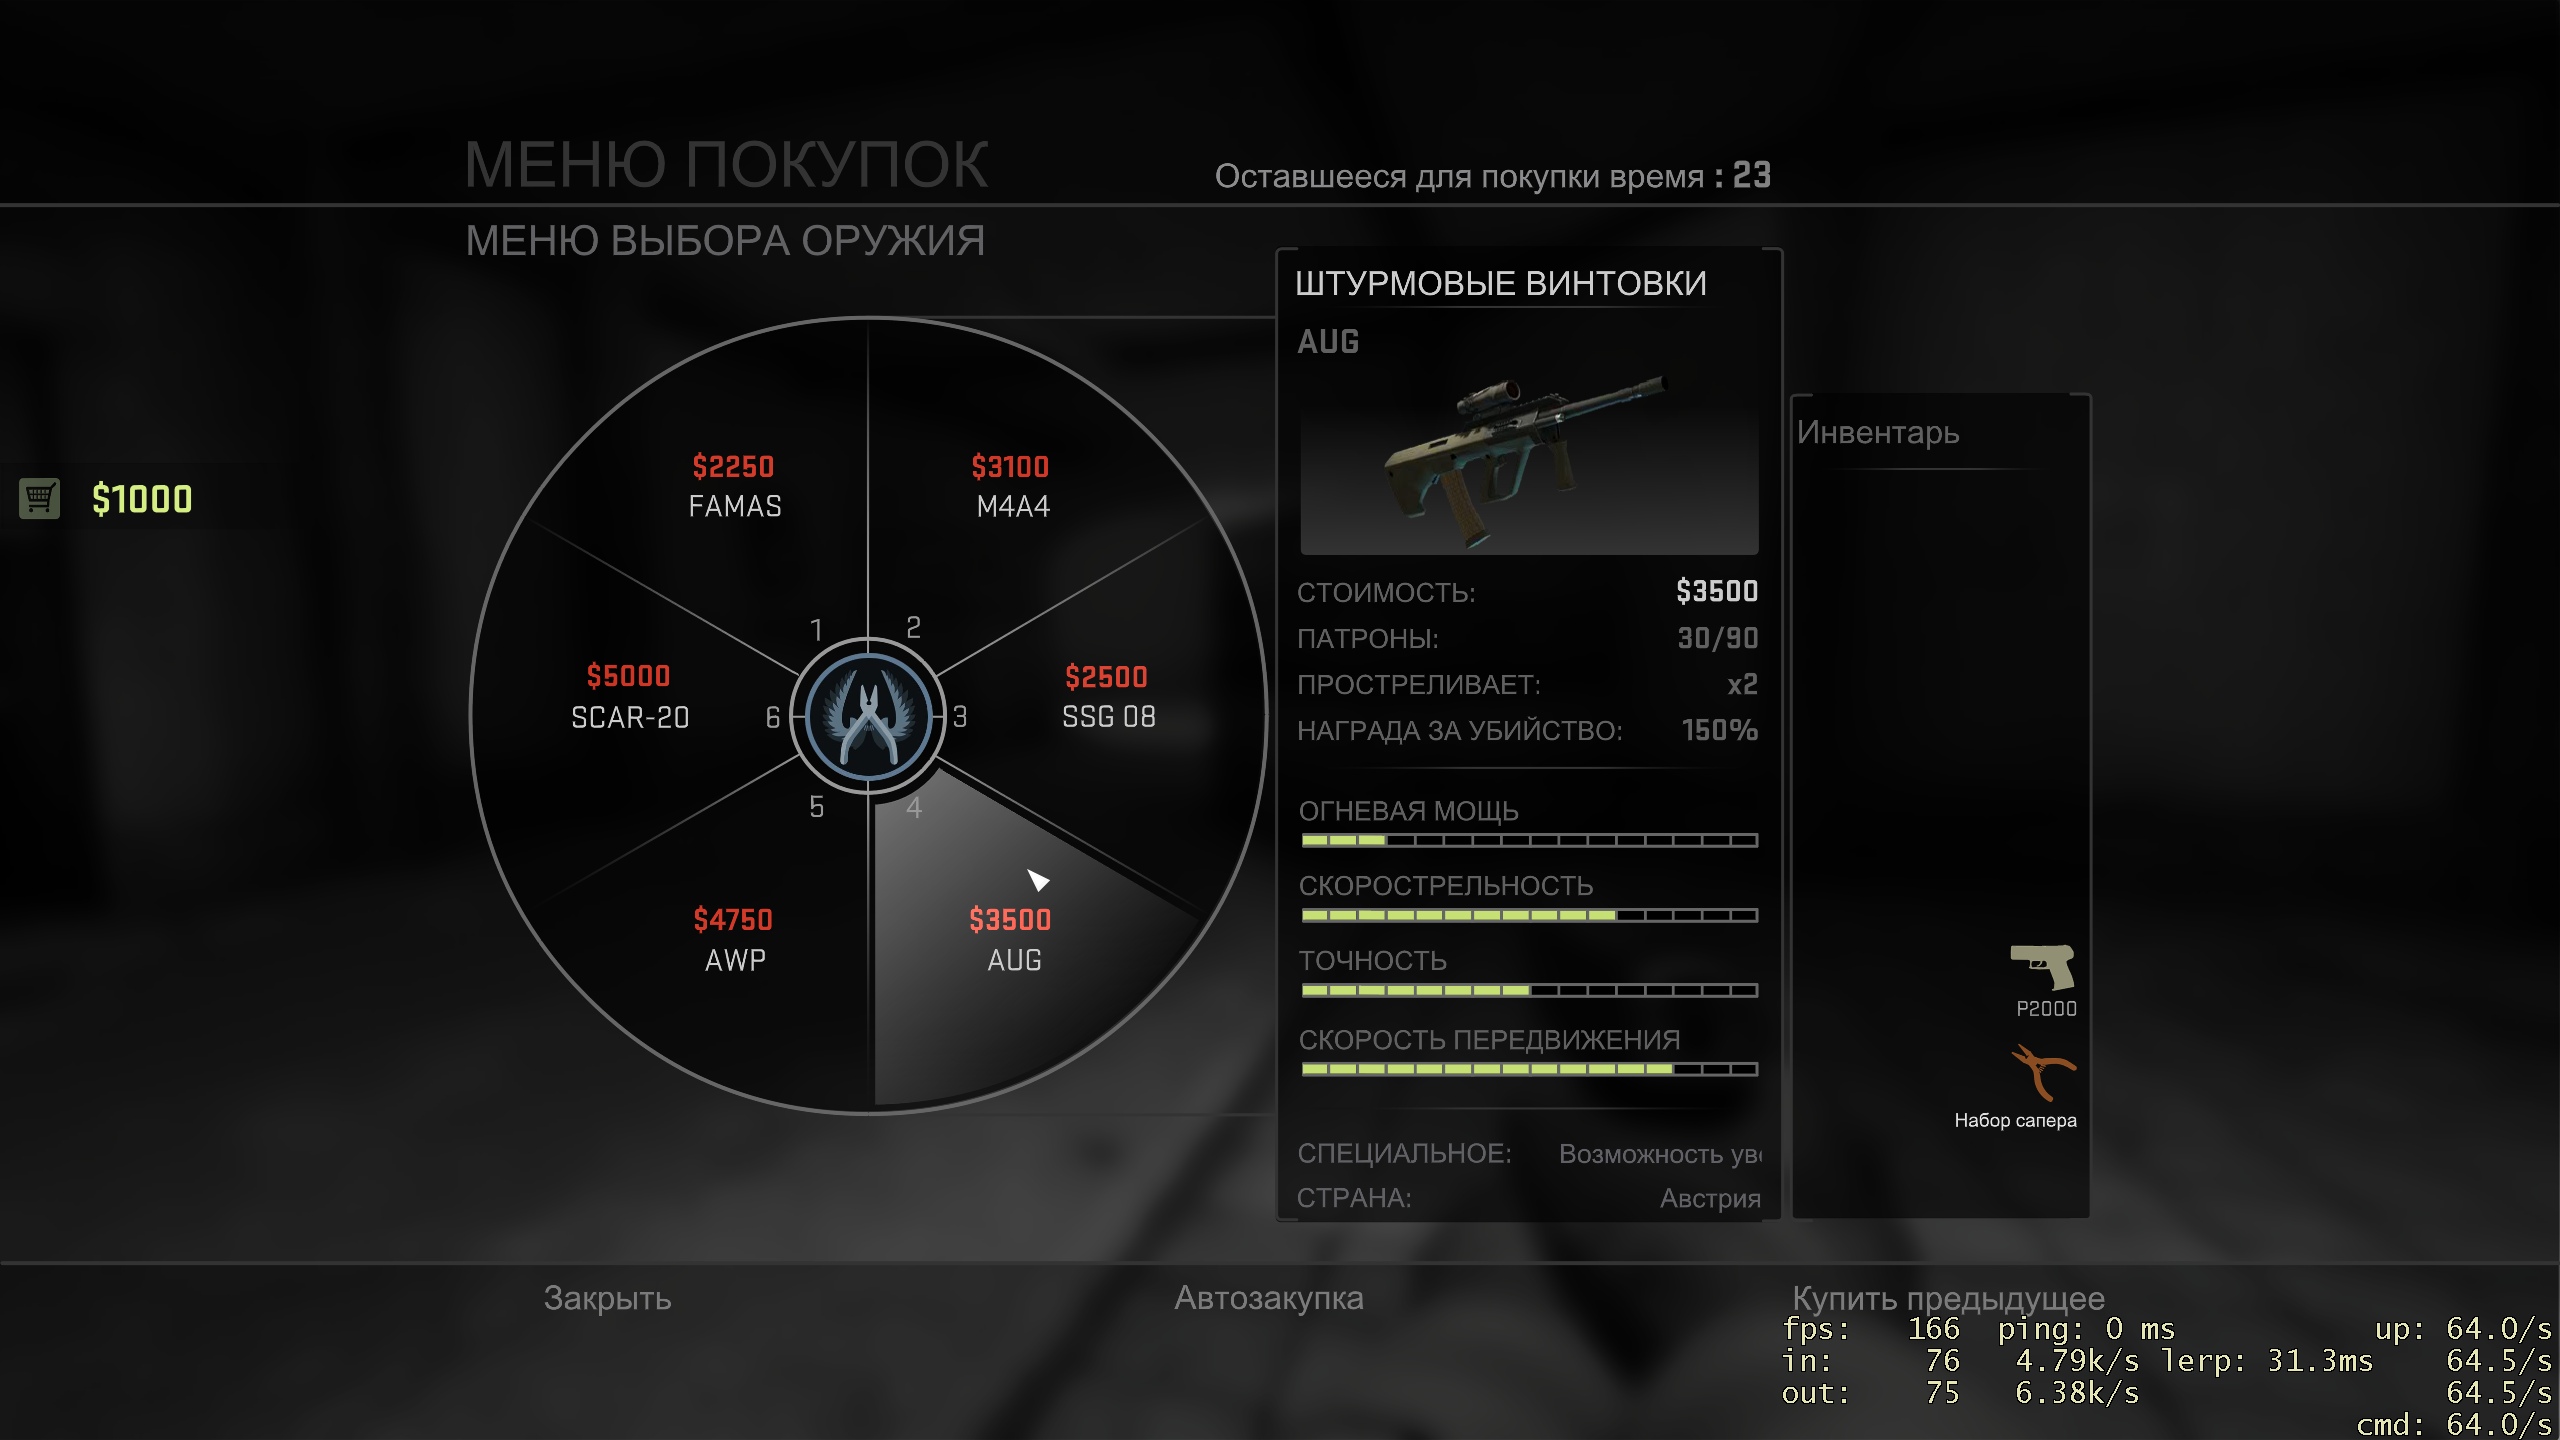 МЕНЮ ПОКУПОК
Оставшееся для покупки время : 23
МЕНЮ ВЫБОРА ОРУЖИЯ
$1000
$2250
FAMAS
$3100
M4A4
$5000
SCAR-20
$2500
SSG 08
$4750
AWP
$3500
AUG
1
2
3
4
5
6
ШТУРМОВЫЕ ВИНТОВКИ
AUG
СТОИМОСТЬ: $3500
ПАТРОНЫ: 30/90
ПРОСТРЕЛИВАЕТ: x2
НАГРАДА ЗА УБИЙСТВО: 150%
ОГНЕВАЯ МОЩЬ
СКОРОСТРЕЛЬНОСТЬ
ТОЧНОСТЬ
СКОРОСТЬ ПЕРЕДВИЖЕНИЯ
СПЕЦИАЛЬНОЕ: Возможность уве
СТРАНА: Австрия
Инвентарь
P2000
Набор сапера
Закрыть
Автозакупка
Купить предыдущее
fps: 166 ping: 0 ms up: 64.0/s
in: 76 4.79k/s lerp: 31.3ms 64.5/s
out: 75 6.38k/s 64.5/s
cmd: 64.0/s